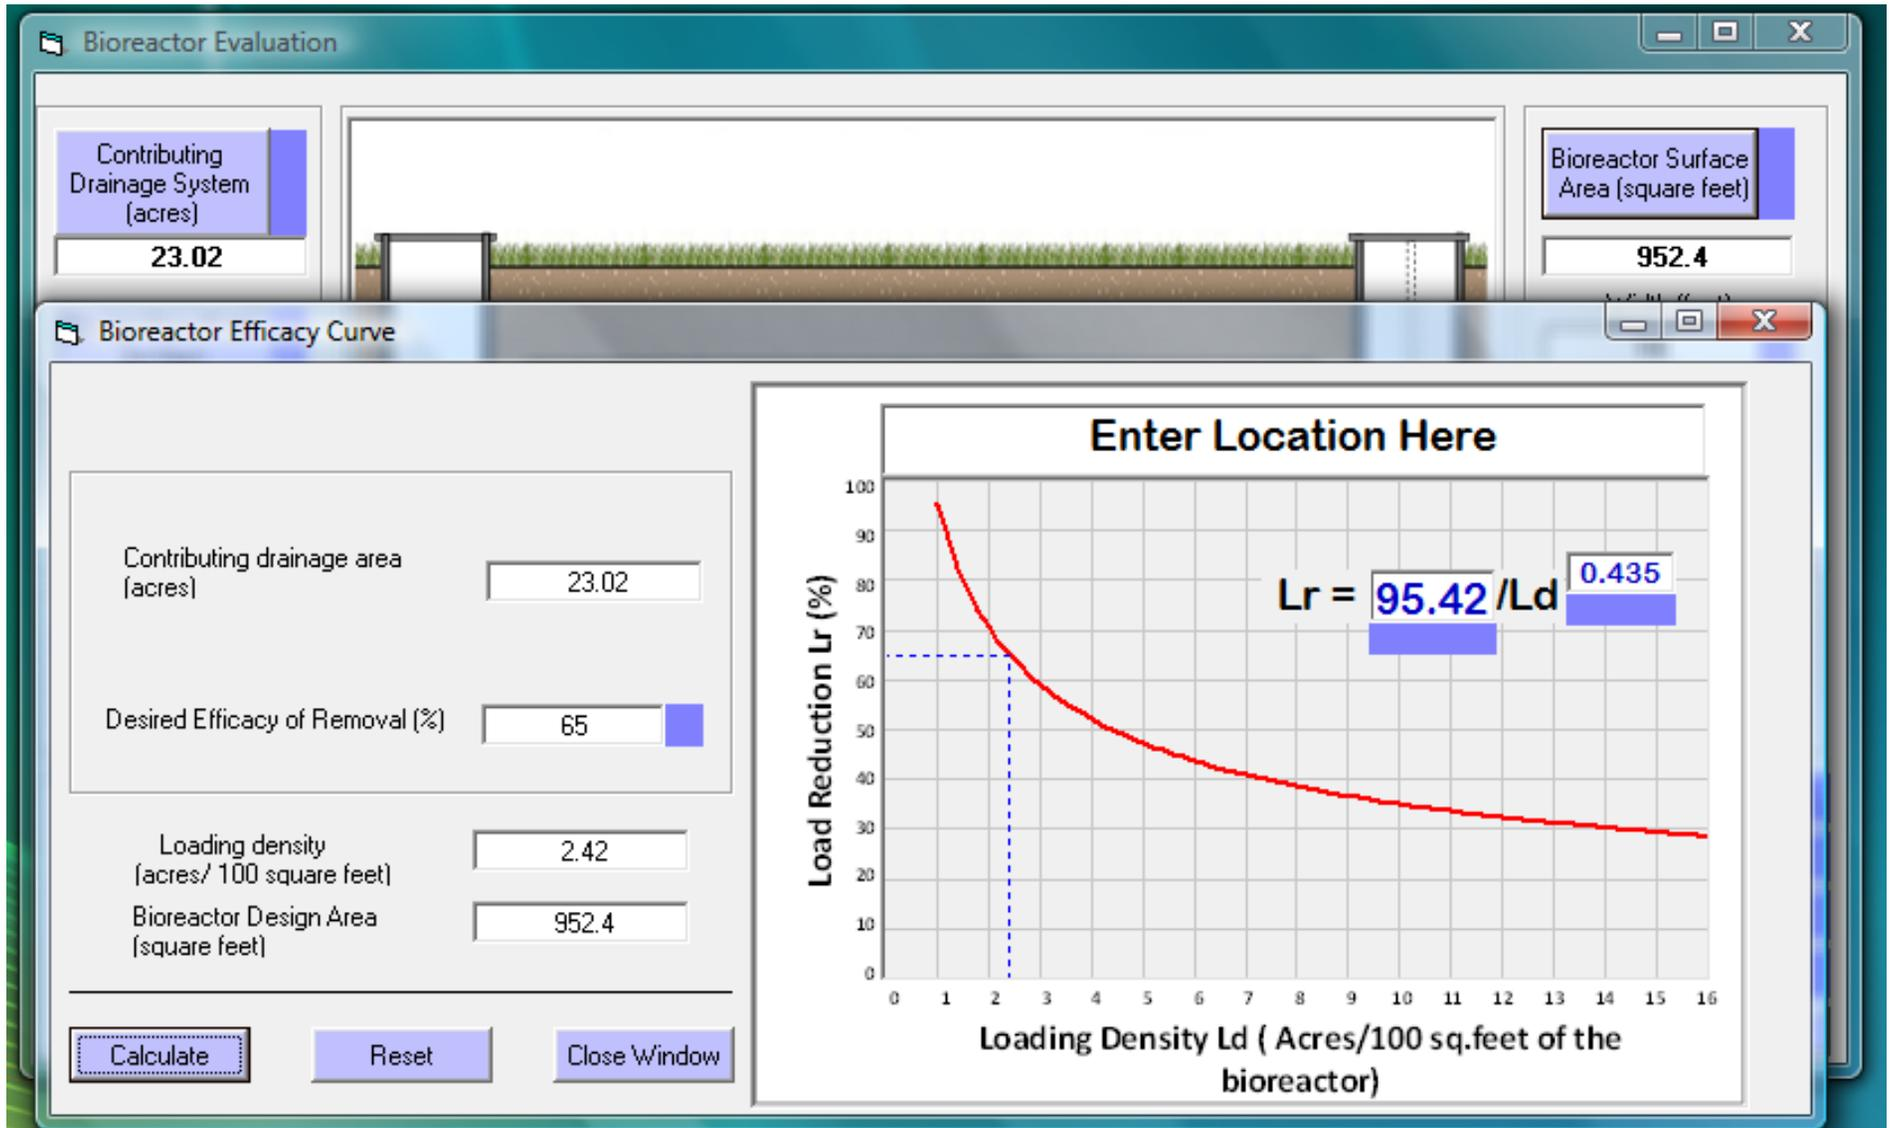 Bioreactor Evaluation
Contributing
Drainage System
(acres)
23.02
Bioreactor Surface
Area (square feet)
952.4
Bioreactor Efficacy Curve
Contributing drainage area
(acres)
23.02
Desired Efficacy of Removal (%)
65
Loading density
(acres/ 100 square feet)
2.42
Bioreactor Design Area
(square feet)
952.4
Calculate
Reset
Close Window
Enter Location Here
Load Reduction Lr (%)
100
90
80
70
60
50
40
30
20
10
0
Lr = 95.42 /Ld 0.435
0 1 2 3 4 5 6 7 8 9 10 11 12 13 14 15 16
Loading Density Ld ( Acres/100 sq.feet of the
bioreactor)